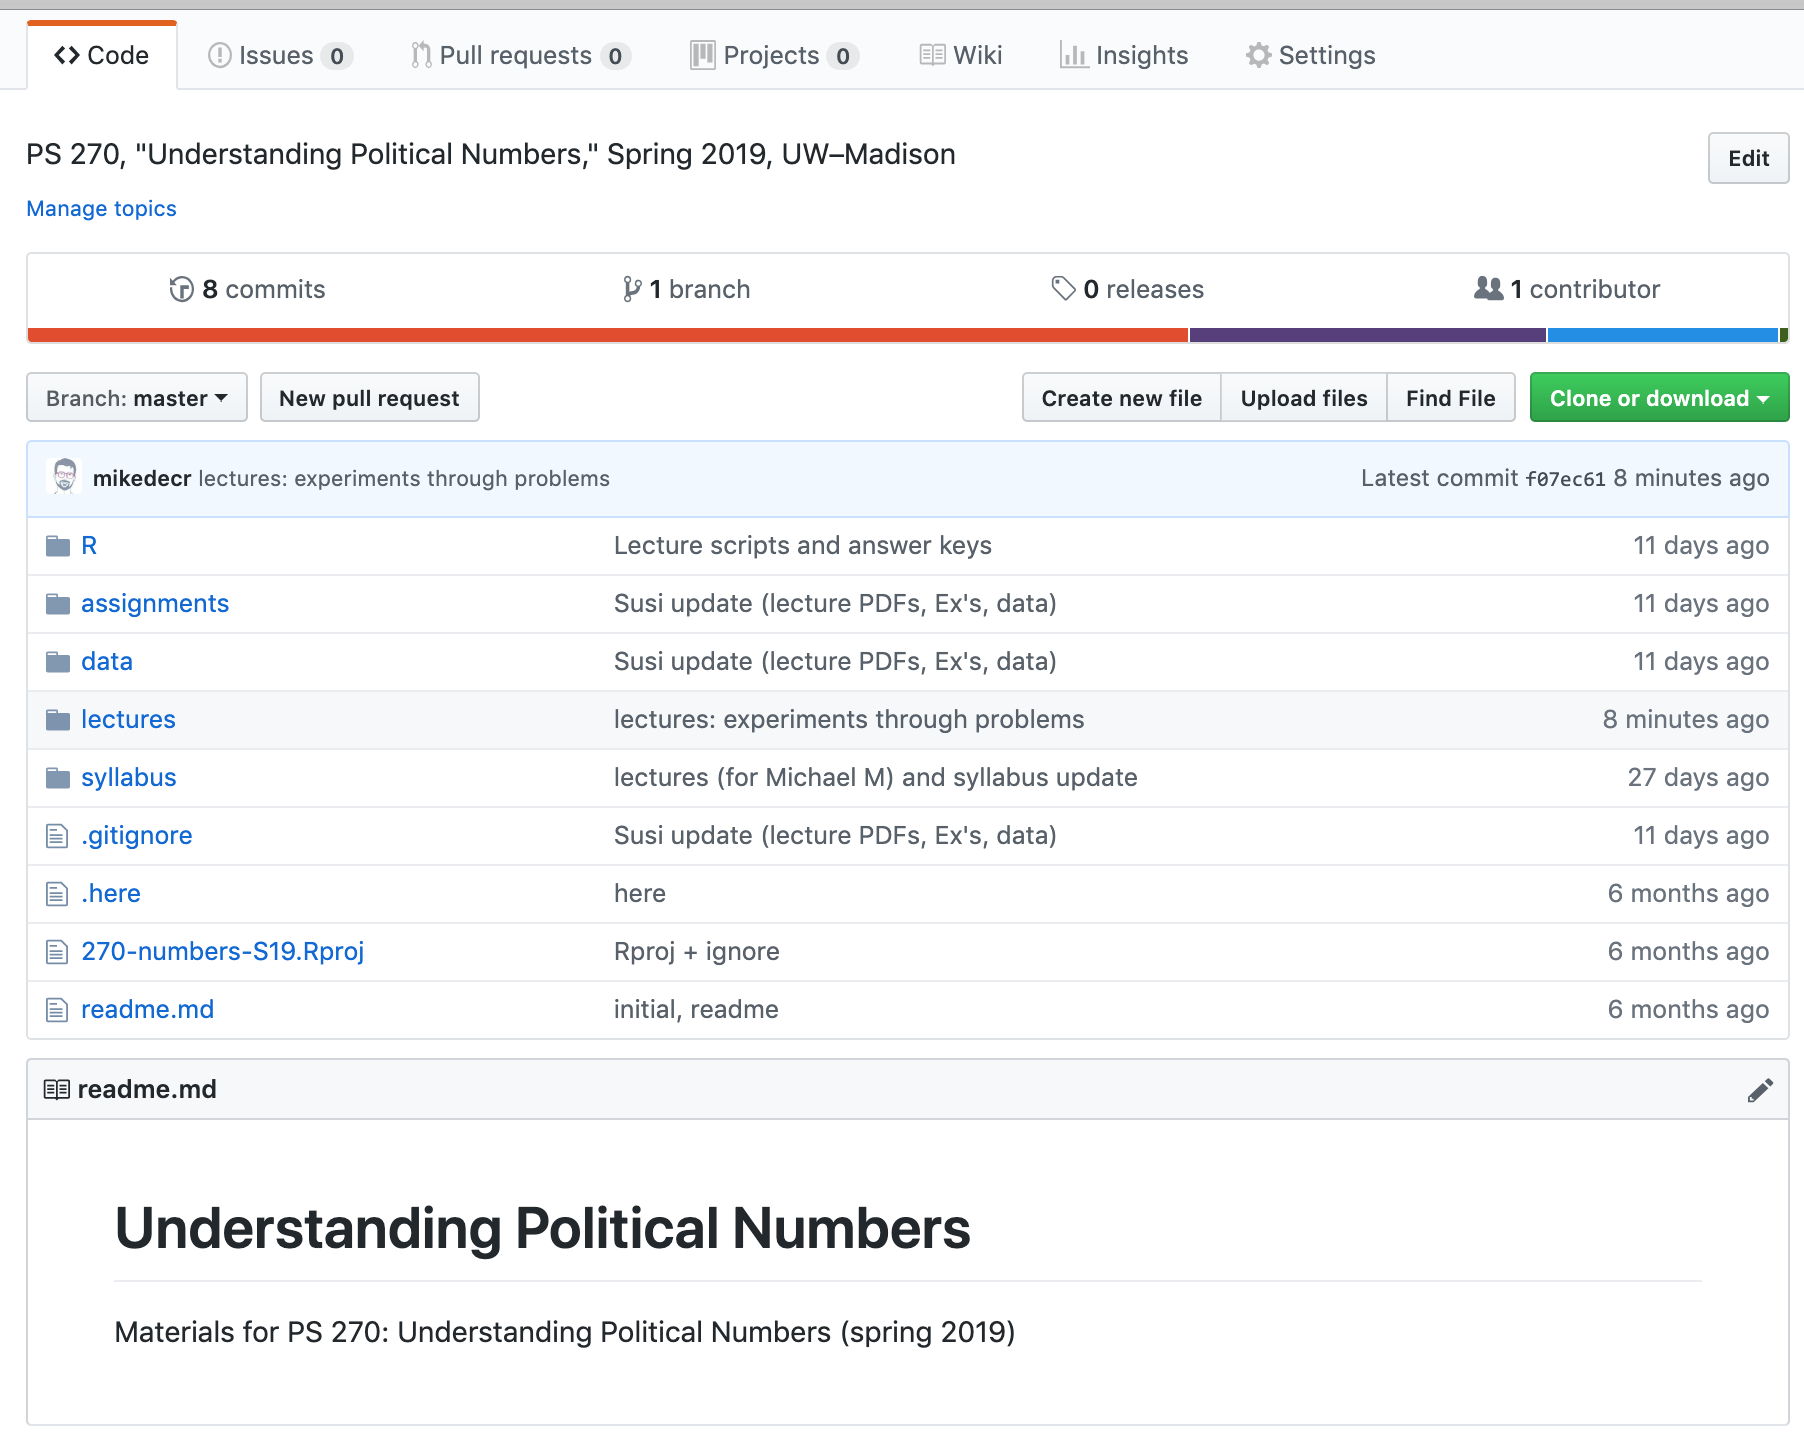 Code Issues 0 Pull requests 0 Projects 0 Wiki Insights Settings
PS 270, "Understanding Political Numbers," Spring 2019, UW–Madison
Edit
Manage topics
8 commits 1 branch 0 releases 1 contributor
Branch: master New pull request Create new file Upload files Find File Clone or download
mikedecr lectures: experiments through problems Latest commit f07ec61 8 minutes ago
R Lecture scripts and answer keys 11 days ago
assignments Susi update (lecture PDFs, Ex's, data) 11 days ago
data Susi update (lecture PDFs, Ex's, data) 11 days ago
lectures lectures: experiments through problems 8 minutes ago
syllabus lectures (for Michael M) and syllabus update 27 days ago
.gitignore Susi update (lecture PDFs, Ex's, data) 11 days ago
.here here 6 months ago
270-numbers-S19.Rproj Rproj + ignore 6 months ago
readme.md initial, readme 6 months ago
readme.md
Understanding Political Numbers
Materials for PS 270: Understanding Political Numbers (spring 2019)